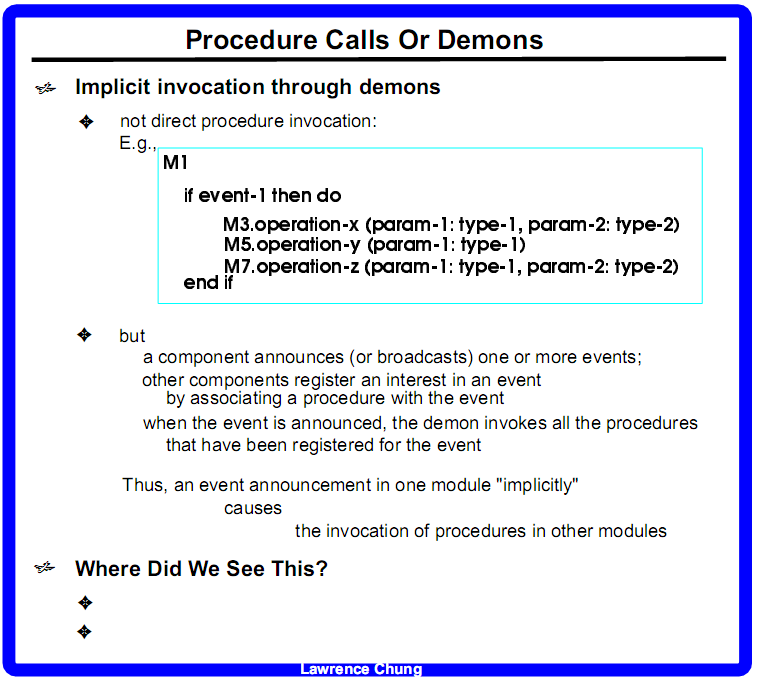 Procedure Calls Or Demons
Implicit invocation through demons
not direct procedure invocation:
E.g.,
M1
if event-1 then do
M3.operation-x (param-1: type-1, param-2: type-2)
M5.operation-y (param-1: type-1)
M7.operation-z (param-1: type-1, param-2: type-2)
end if
but
a component announces (or broadcasts) one or more events;
other components register an interest in an event
by associating a procedure with the event
when the event is announced, the demon invokes all the procedures
that have been registered for the event
Thus, an event announcement in one module "implicitly"
causes
the invocation of procedures in other modules
Where Did We See This?
Lawrence Chung